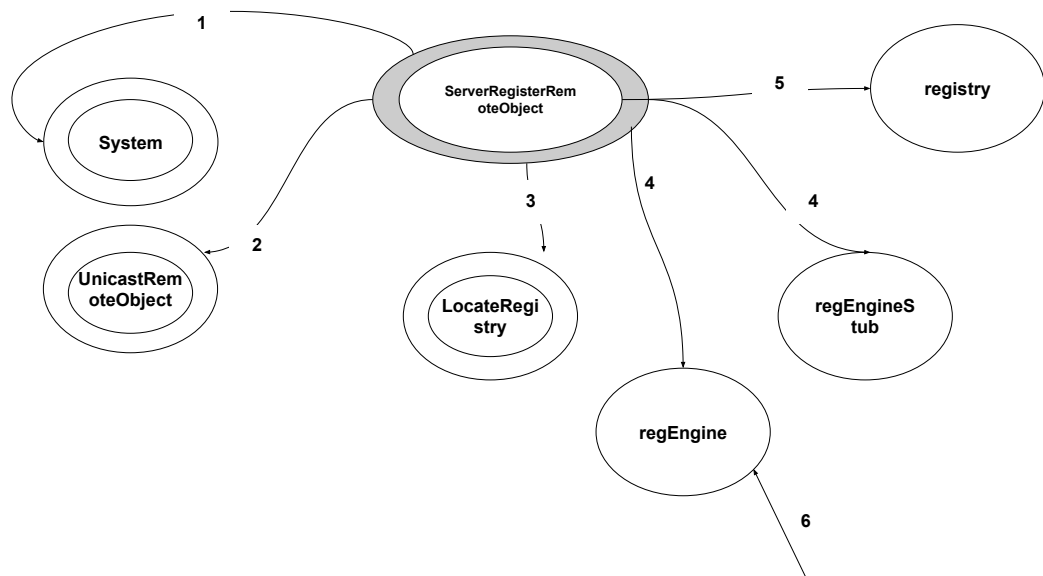 1
ServerRegisterRem
oteObject
5
registry
System
4
3
4
2
UnicastRem
oteObject
LocateRegi
stry
regEngineS
tub
regEngine
6